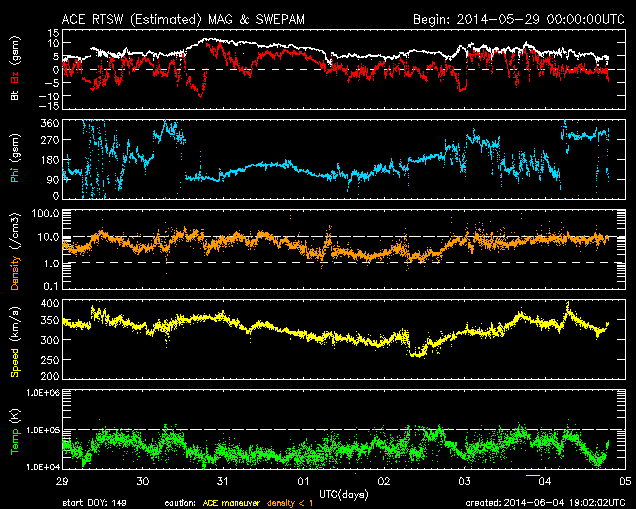 ACE RTSW (Estimated) MAG & SWEPAM Begin: 2014-05-29 00:00:00UTC
Bt Bz (gsm)
15
10
5
0
-5
-10
-15
Phi (gsm)
360
270
180
90
0
Density (/cm3)
100.0
10.0
1.0
0.1
Speed (km/s)
400
350
300
250
200
Temp (K)
1.0E+06
1.0E+05
1.0E+04
29 30 31 01 02 03 04 05
UTC(days)
start DOY: 149 caution: ACE maneuver density < 1 created: 2014-06-04 19:02:02UTC